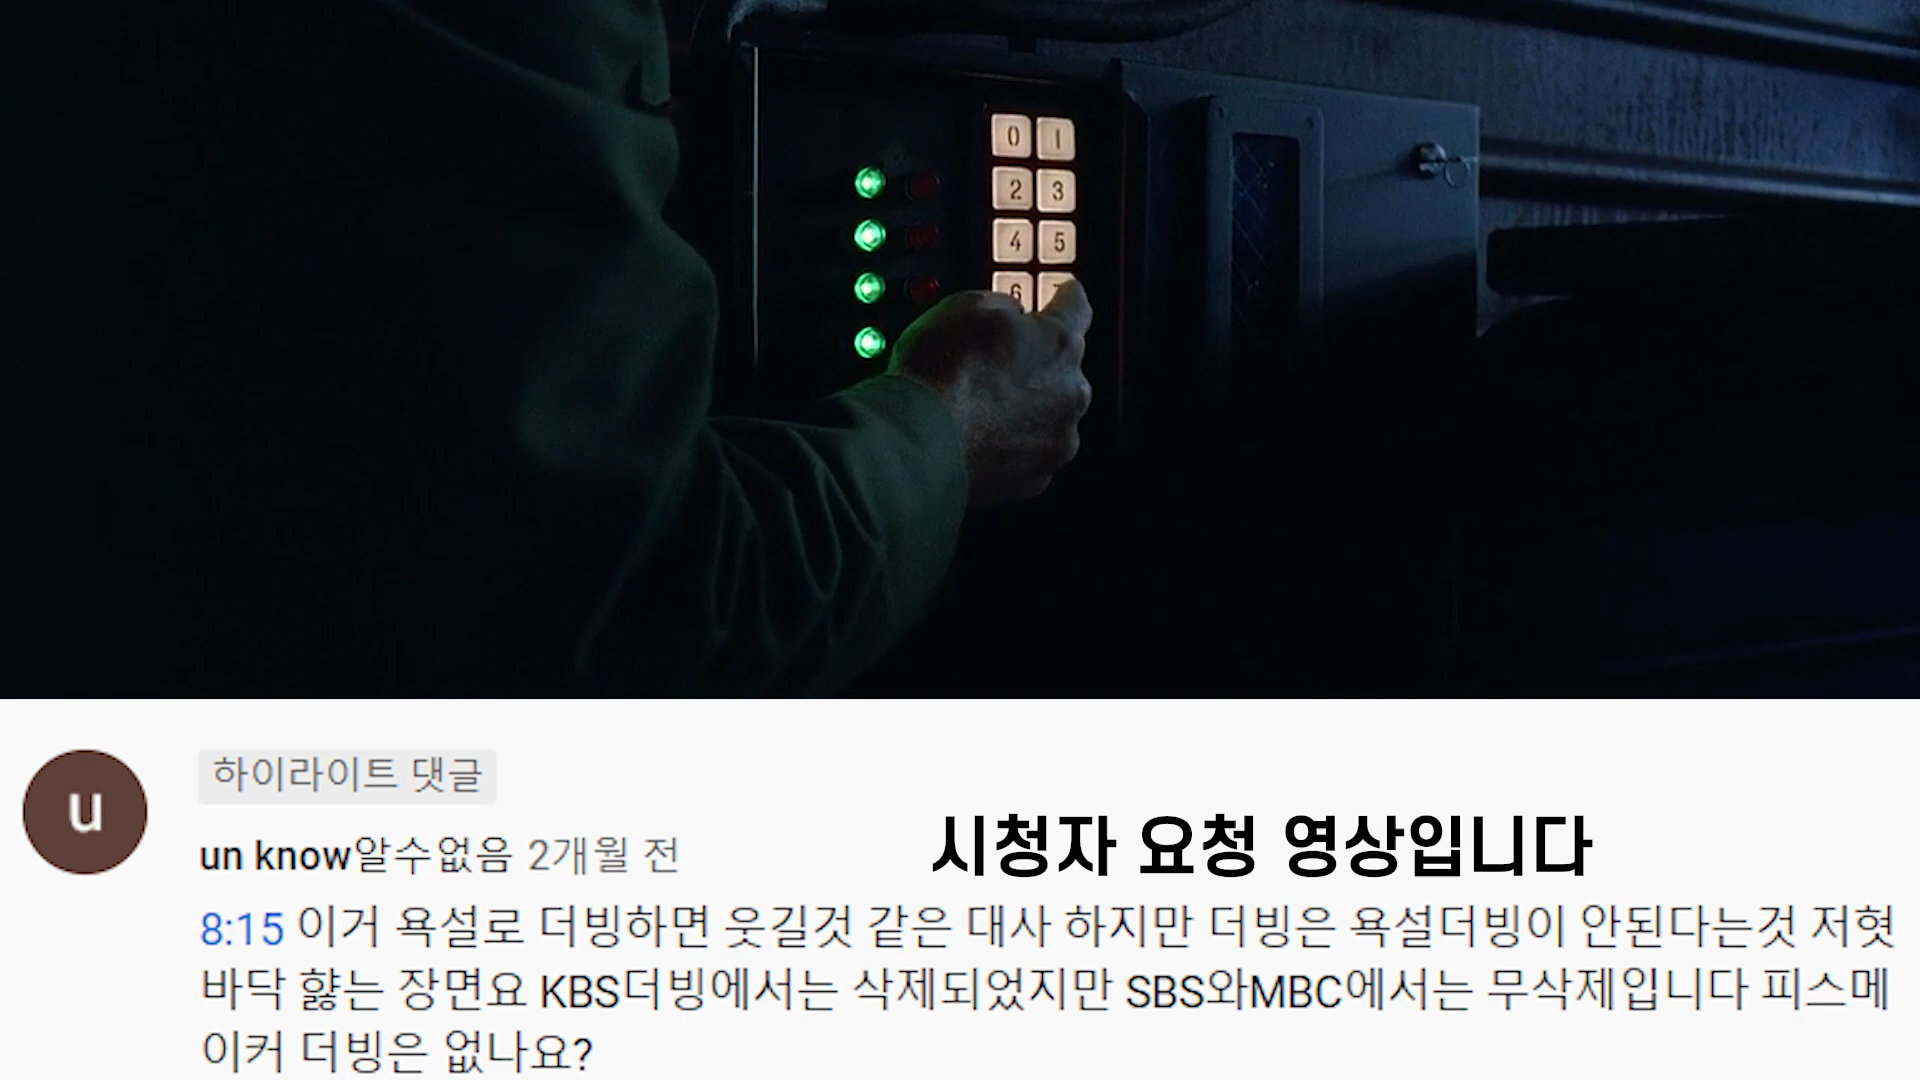 0 1
2 3
4 5
6
u
하이라이트 댓글
un know알수없음 2개월 전
시청자 요청 영상입니다
8:15 이거 욕설로 더빙하면 웃길것 같은 대사 하지만 더빙은 욕설더빙이 안된다는것 저혓
바닥 햝는 장면요 KBS더빙에서는 삭제되었지만 SBS와MBC에서는 무삭제입니다 피스메
이커 더빙은 없나요?